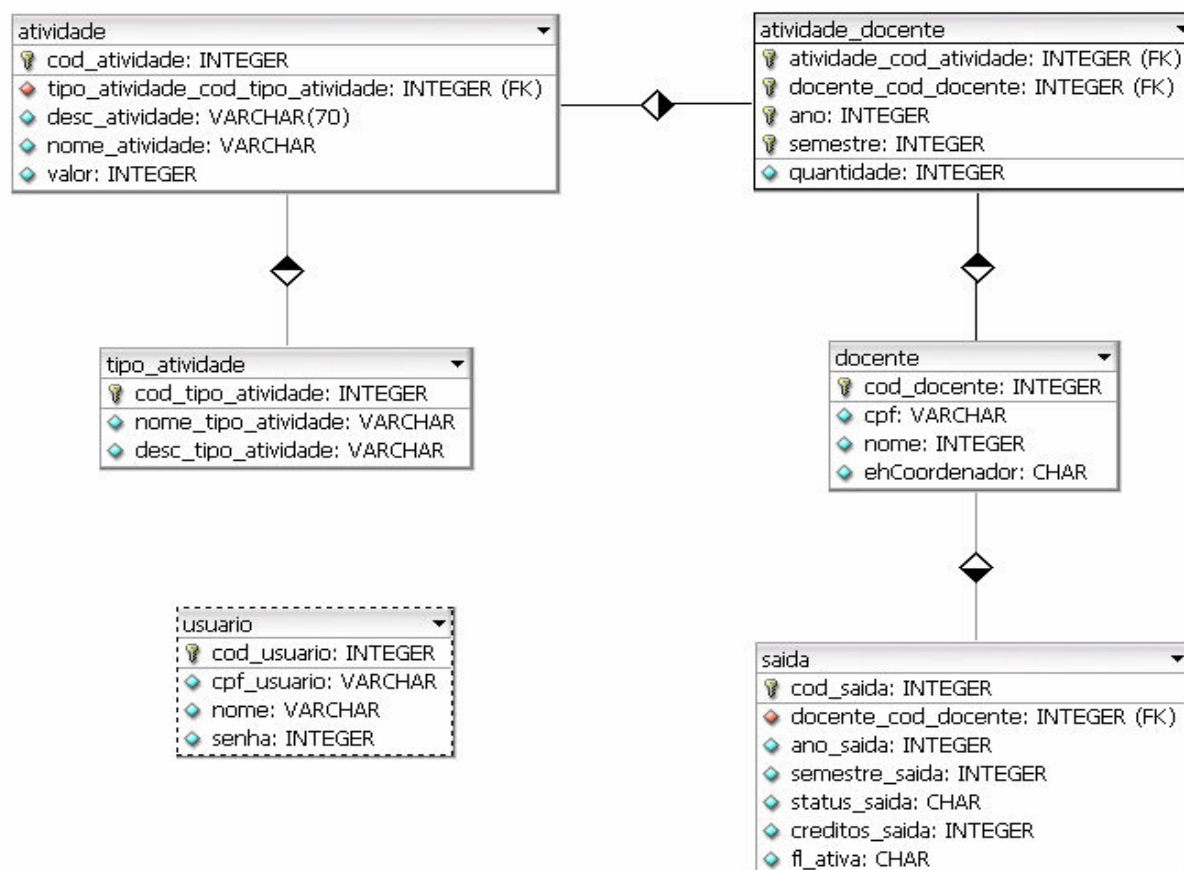 atividade
cod_atividade: INTEGER
tipo_atividade_cod_tipo_atividade: INTEGER (FK)
desc_atividade: VARCHAR(70)
nome_atividade: VARCHAR
valor: INTEGER
atividade_docente
atividade_cod_atividade: INTEGER (FK)
docente_cod_docente: INTEGER (FK)
ano: INTEGER
semestre: INTEGER
quantidade: INTEGER
tipo_atividade
cod_tipo_atividade: INTEGER
nome_tipo_atividade: VARCHAR
desc_tipo_atividade: VARCHAR
docente
cod_docente: INTEGER
cpf: VARCHAR
nome: INTEGER
ehCoordenador: CHAR
usuario
cod_usuario: INTEGER
cpf_usuario: VARCHAR
nome: VARCHAR
senha: INTEGER
saida
cod_saida: INTEGER
docente_cod_docente: INTEGER (FK)
ano_saida: INTEGER
semestre_saida: INTEGER
status_saida: CHAR
creditos_saida: INTEGER
fl_ativa: CHAR